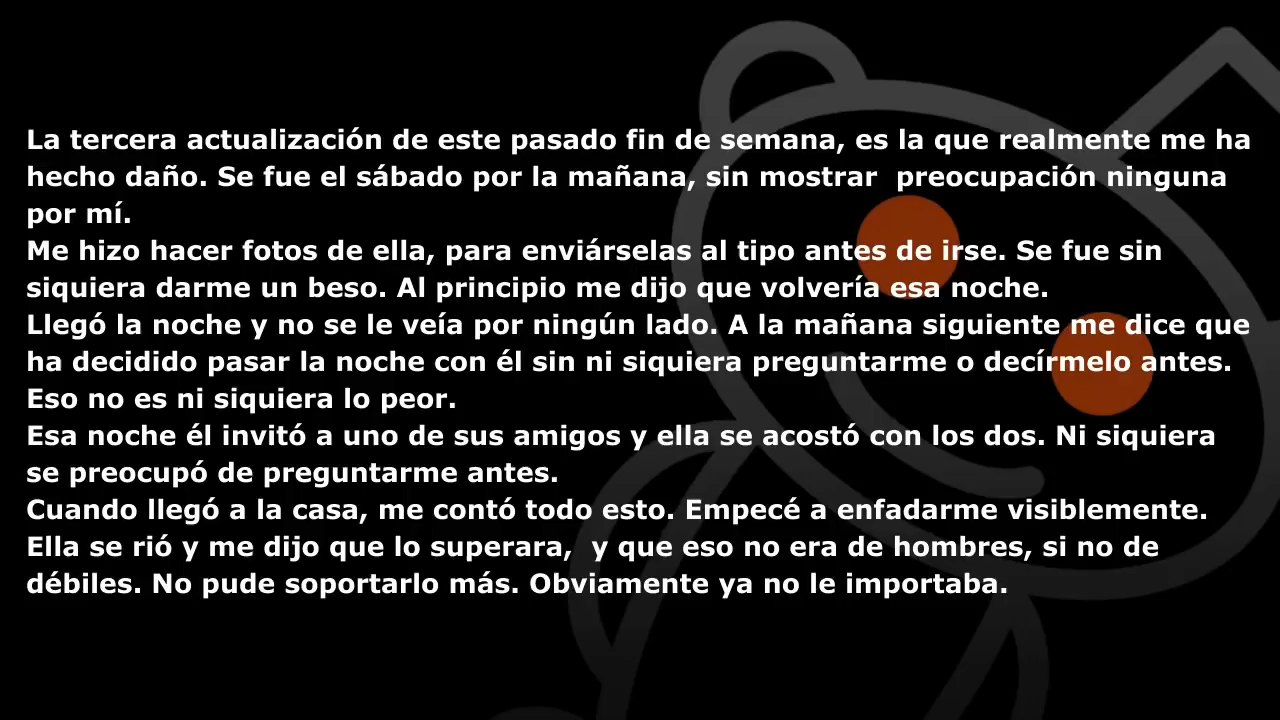 La tercera actualización de este pasado fin de semana, es la que realmente me ha
hecho daño. Se fue el sábado por la mañana, sin mostrar  preocupación ninguna
por mí.
Me hizo hacer fotos de ella, para enviárselas al tipo antes de irse. Se fue sin
siquiera darme un beso. Al principio me dijo que volvería esa noche.
Llegó la noche y no se le veía por ningún lado. A la mañana siguiente me dice que
ha decidido pasar la noche con él sin ni siquiera preguntarme o decírmelo antes.
Eso no es ni siquiera lo peor.
Esa noche él invitó a uno de sus amigos y ella se acostó con los dos. Ni siquiera
se preocupó de preguntarme antes.
Cuando llegó a la casa, me contó todo esto. Empecé a enfadarme visiblemente.
Ella se rió y me dijo que lo superara,  y que eso no era de hombres, si no de
débiles. No pude soportarlo más. Obviamente ya no le importaba.